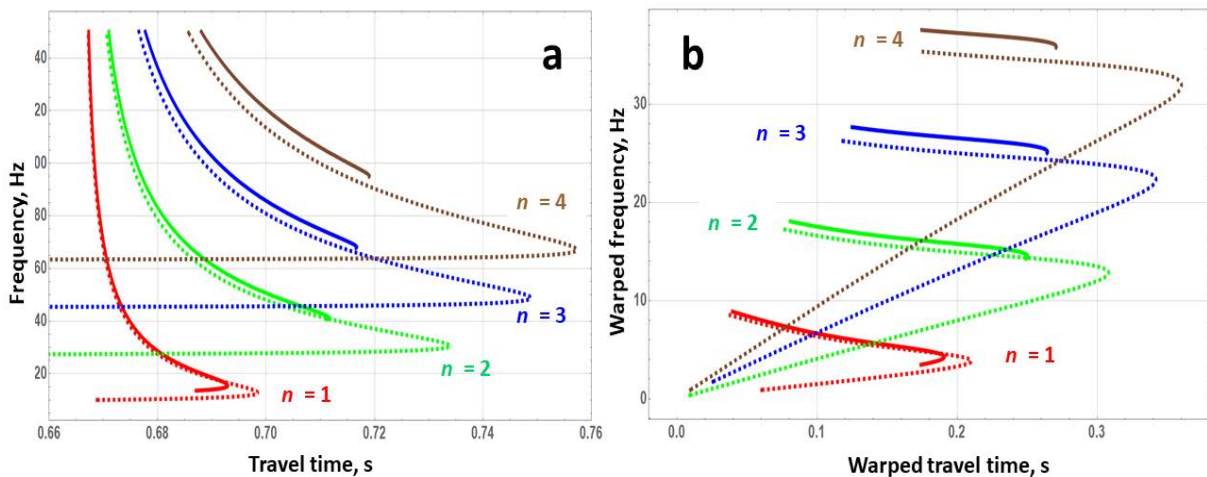 a
b
Frequency, Hz
40
20
00
80
60
40
20
n = 4
n = 3
n = 2
n = 1
0.66
0.68
0.70
0.72
0.74
0.76
Travel time, s
Warped frequency, Hz
30
20
10
0
n = 4
n = 3
n = 2
n = 1
0.0
0.1
0.2
0.3
Warped travel time, s